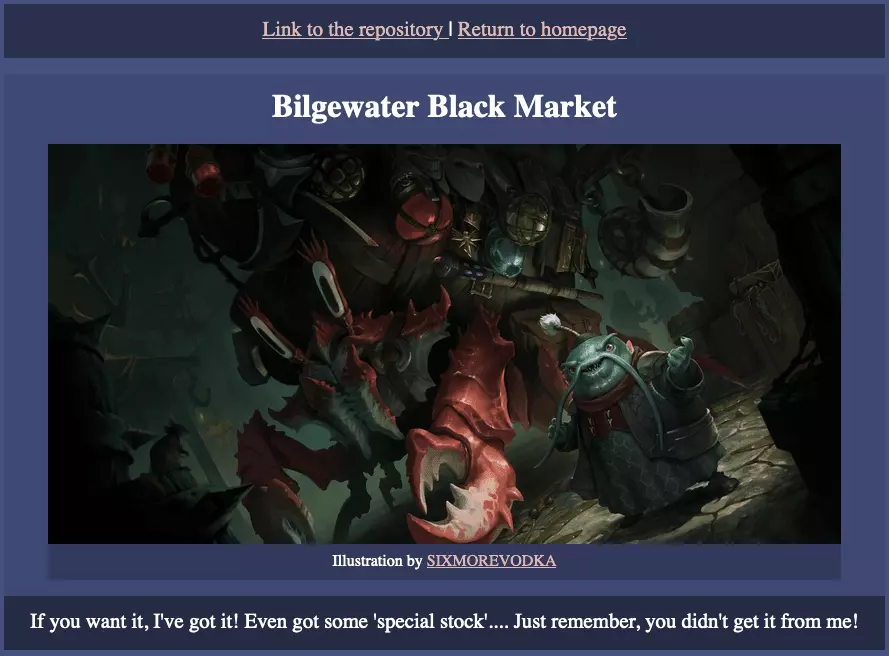 Link to the repository | Return to homepage
Bilgewater Black Market
Illustration by SIXMOREVODKA
If you want it, I've got it! Even got some 'special stock'.... Just remember, you didn't get it from me!